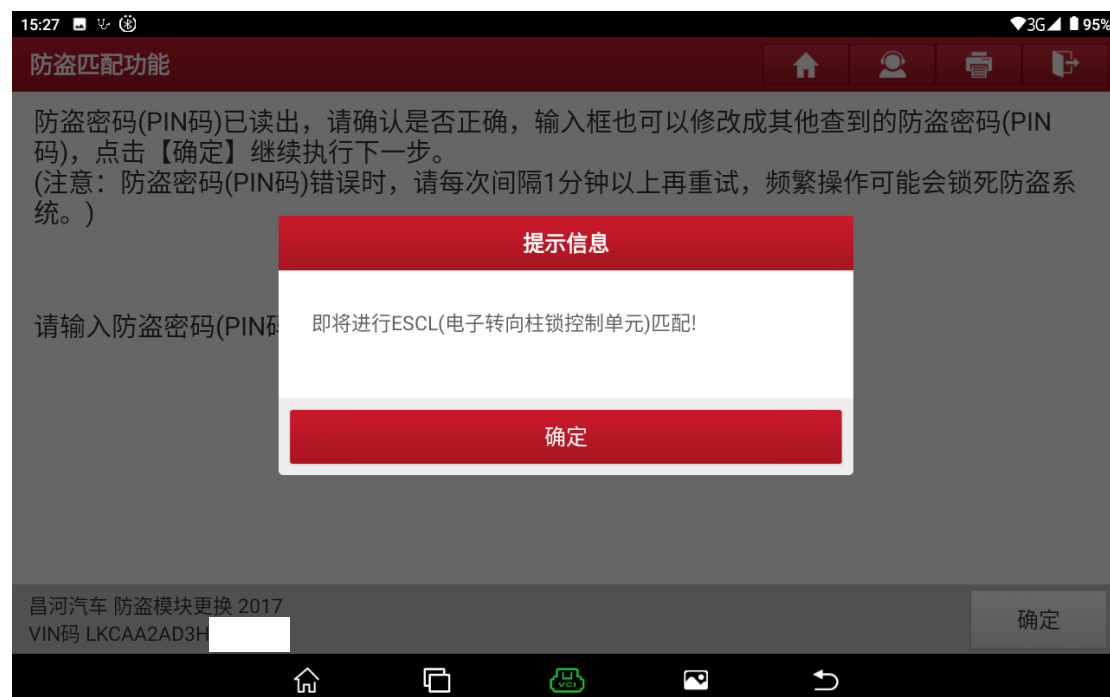 15:27
3G 95%
防盗匹配功能
防盗密码(PIN码)已读出，请确认是否正确，输入框也可以修改成其他查到的防盗密码(PIN
码)，点击【确定】继续执行下一步。
(注意：防盗密码(PIN码)错误时，请每次间隔1分钟以上再重试，频繁操作可能会锁死防盗系
统。)
提示信息
请输入防盗密码(PIN码
即将进行ESCL(电子转向柱锁控制单元)匹配!
确定
昌河汽车 防盗模块更换 2017
VIN码 LKCAA2AD3H
确定
VCI